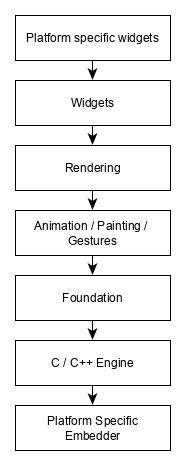 Platform specific widgets
Widgets
Rendering
Animation / Painting /
Gestures
Foundation
C / C++ Engine
Platform Specific
Embedder